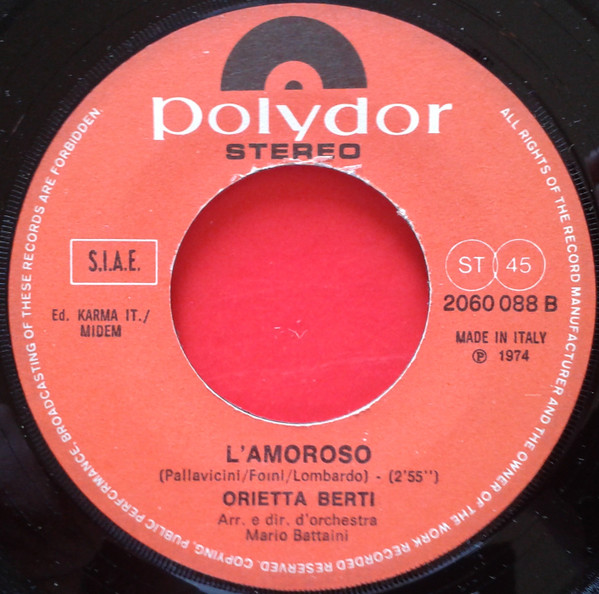 polydor
STEREO
ALL RIGHTS OF THE RECORD MANUFACTURER AND THE OWNER OF THE WORK RECORDED RESERVED. COPYING, PUBLIC PERFORMANCE, BROADCASTING OF THESE RECORDS ARE FORBIDDEN.
S.I.A.E.
Ed. KARMA IT./
MIDEM
ST 45
2060 088 B
MADE IN ITALY
℗ 1974
L'AMOROSO
(Pallavicini/Foini/Lombardo) - (2'55'')
ORIETTA BERTI
Arr. e dir. d'orchestra
Mario Battaini